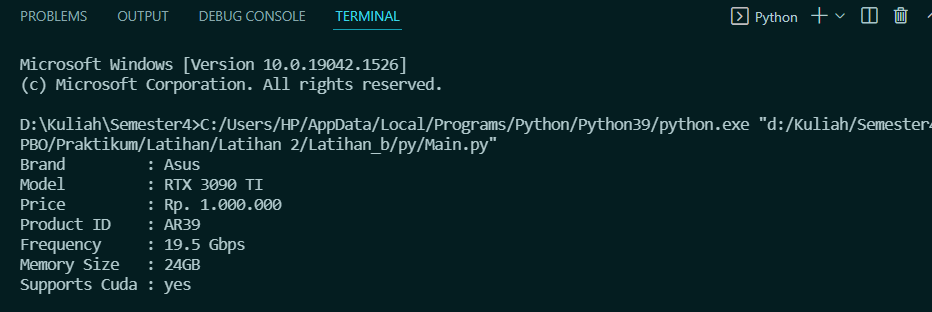 PROBLEMS OUTPUT DEBUG CONSOLE TERMINAL Python
Microsoft Windows [Version 10.0.19042.1526]
(c) Microsoft Corporation. All rights reserved.
D:\Kuliah\Semester4>C:/Users/HP/AppData/Local/Programs/Python/Python39/python.exe "d:/Kuliah/Semester4
PBO/Praktikum/Latihan/Latihan 2/Latihan_b/py/Main.py"
Brand : Asus
Model : RTX 3090 TI
Price : Rp. 1.000.000
Product ID : AR39
Frequency : 19.5 Gbps
Memory Size : 24GB
Supports Cuda : yes